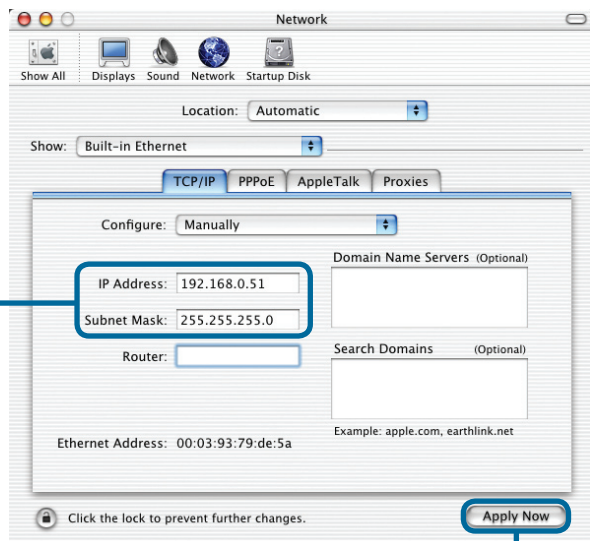 Network
Show All Displays Sound Network Startup Disk
Location: Automatic
Show: Built-in Ethernet
TCP/IP PPPoE AppleTalk Proxies
Configure: Manually
Domain Name Servers (Optional)
IP Address: 192.168.0.51
Subnet Mask: 255.255.255.0
Router:
Search Domains (Optional)
Example: apple.com, earthlink.net
Ethernet Address: 00:03:93:79:de:5a
Click the lock to prevent further changes.
Apply Now